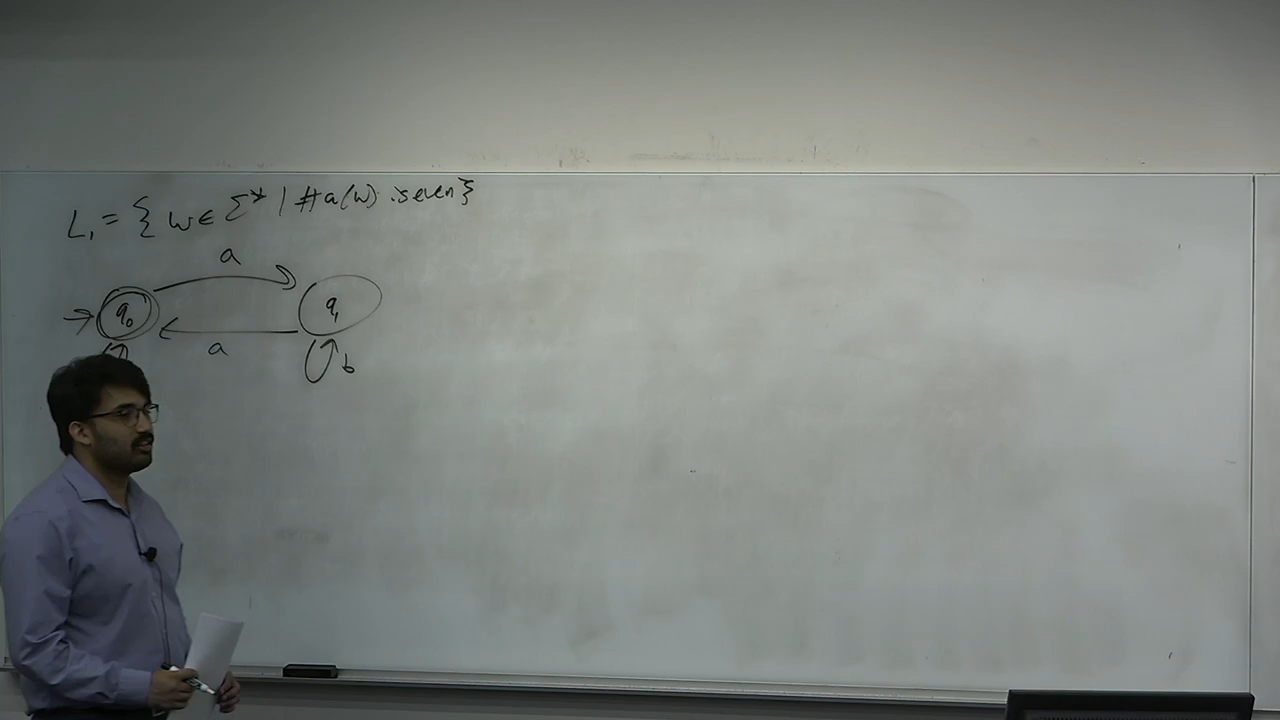 L₁ = { w ∈ Σ* | #a(w) is even }
a
q₀ q₁
a
b